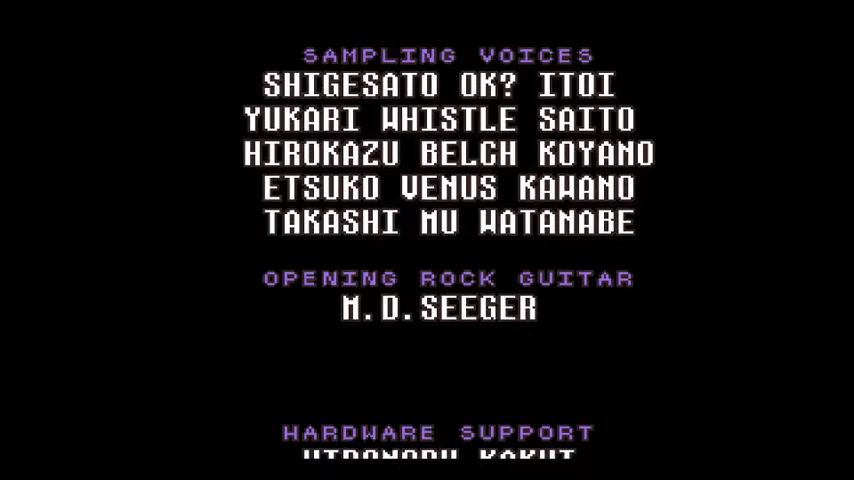 SAMPLING VOICES
SHIGESATO OK? ITOI
YUKARI WHISTLE SAITO
HIROKAZU BELCH KOYANO
ETSUKO VENUS KAWANO
TAKASHI MU WATANABE
OPENING ROCK GUITAR
M.D.SEEGER
HARDWARE SUPPORT